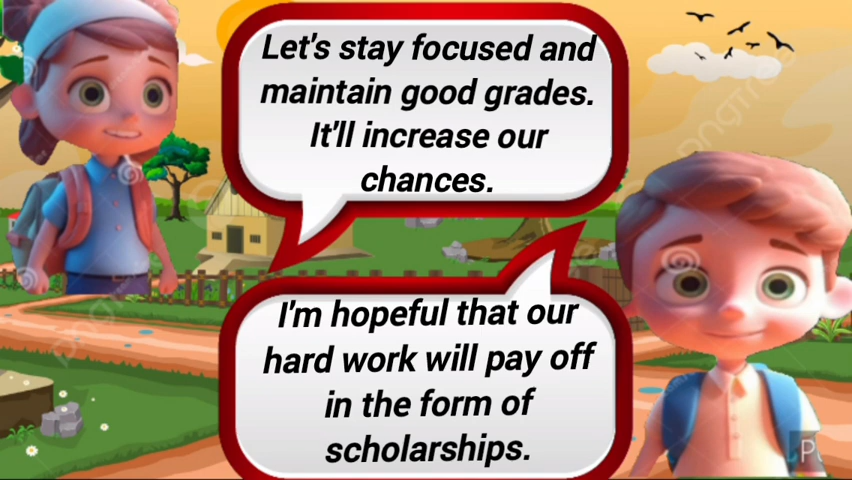 Let's stay focused and
maintain good grades.
It'll increase our
chances.
I'm hopeful that our
hard work will pay off
in the form of
scholarships.